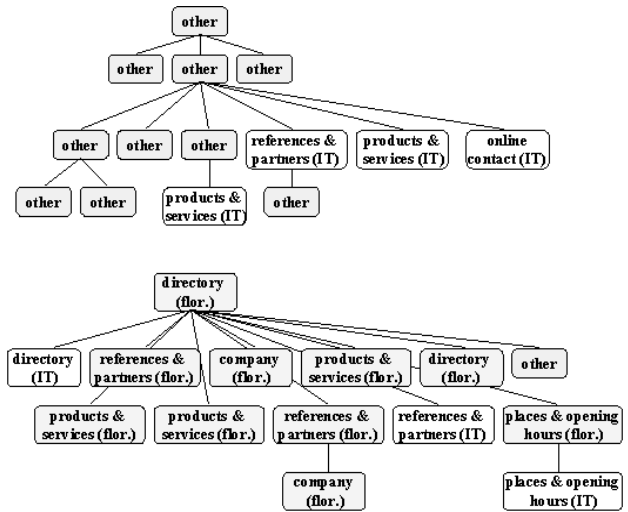 other
other other other
other other other references & products & online
partners (IT) services (IT) contact (IT)
other other products & other
services (IT)
directory
(flor.)
directory references & company products & directory other
(IT) partners (flor.) (flor.) services (flor.) (flor.)
products & products & references & references & places & opening
services (flor.) services (flor.) partners (flor.) partners (IT) hours (flor.)
company places & opening
(flor.) hours (IT)